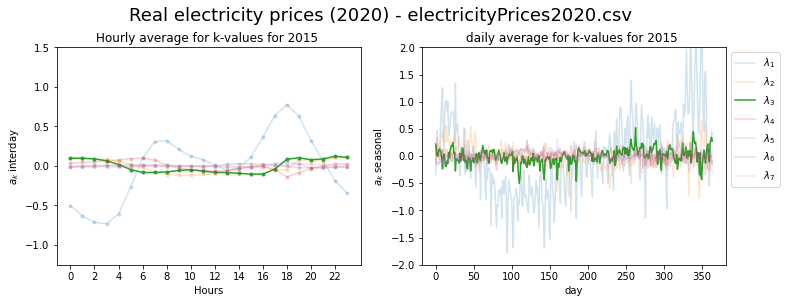 Real electricity prices (2020) - electricityPrices2020.csv
Hourly average for k-values for 2015
1.5
1.0
0.5
0.0
−0.5
−1.0
aₖ interday
0 2 4 6 8 10 12 14 16 18 20 22
Hours
daily average for k-values for 2015
2.0
1.5
1.0
0.5
0.0
−0.5
−1.0
−1.5
−2.0
aₖ seasonal
0 50 100 150 200 250 300 350
day
λ₁
λ₂
λ₃
λ₄
λ₅
λ₆
λ₇